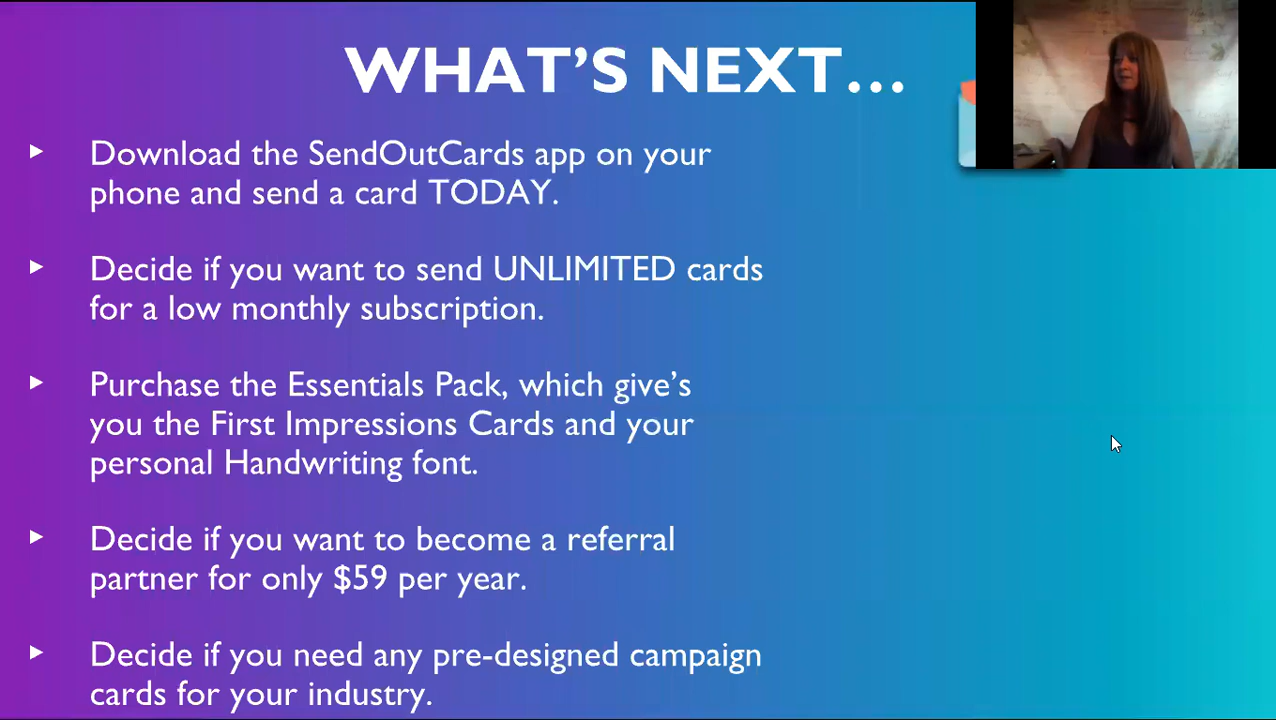 WHAT'S NEXT...
Download the SendOutCards app on your
phone and send a card TODAY.
Decide if you want to send UNLIMITED cards
for a low monthly subscription.
Purchase the Essentials Pack, which give's
you the First Impressions Cards and your
personal Handwriting font.
Decide if you want to become a referral
partner for only $59 per year.
Decide if you need any pre-designed campaign
cards for your industry.